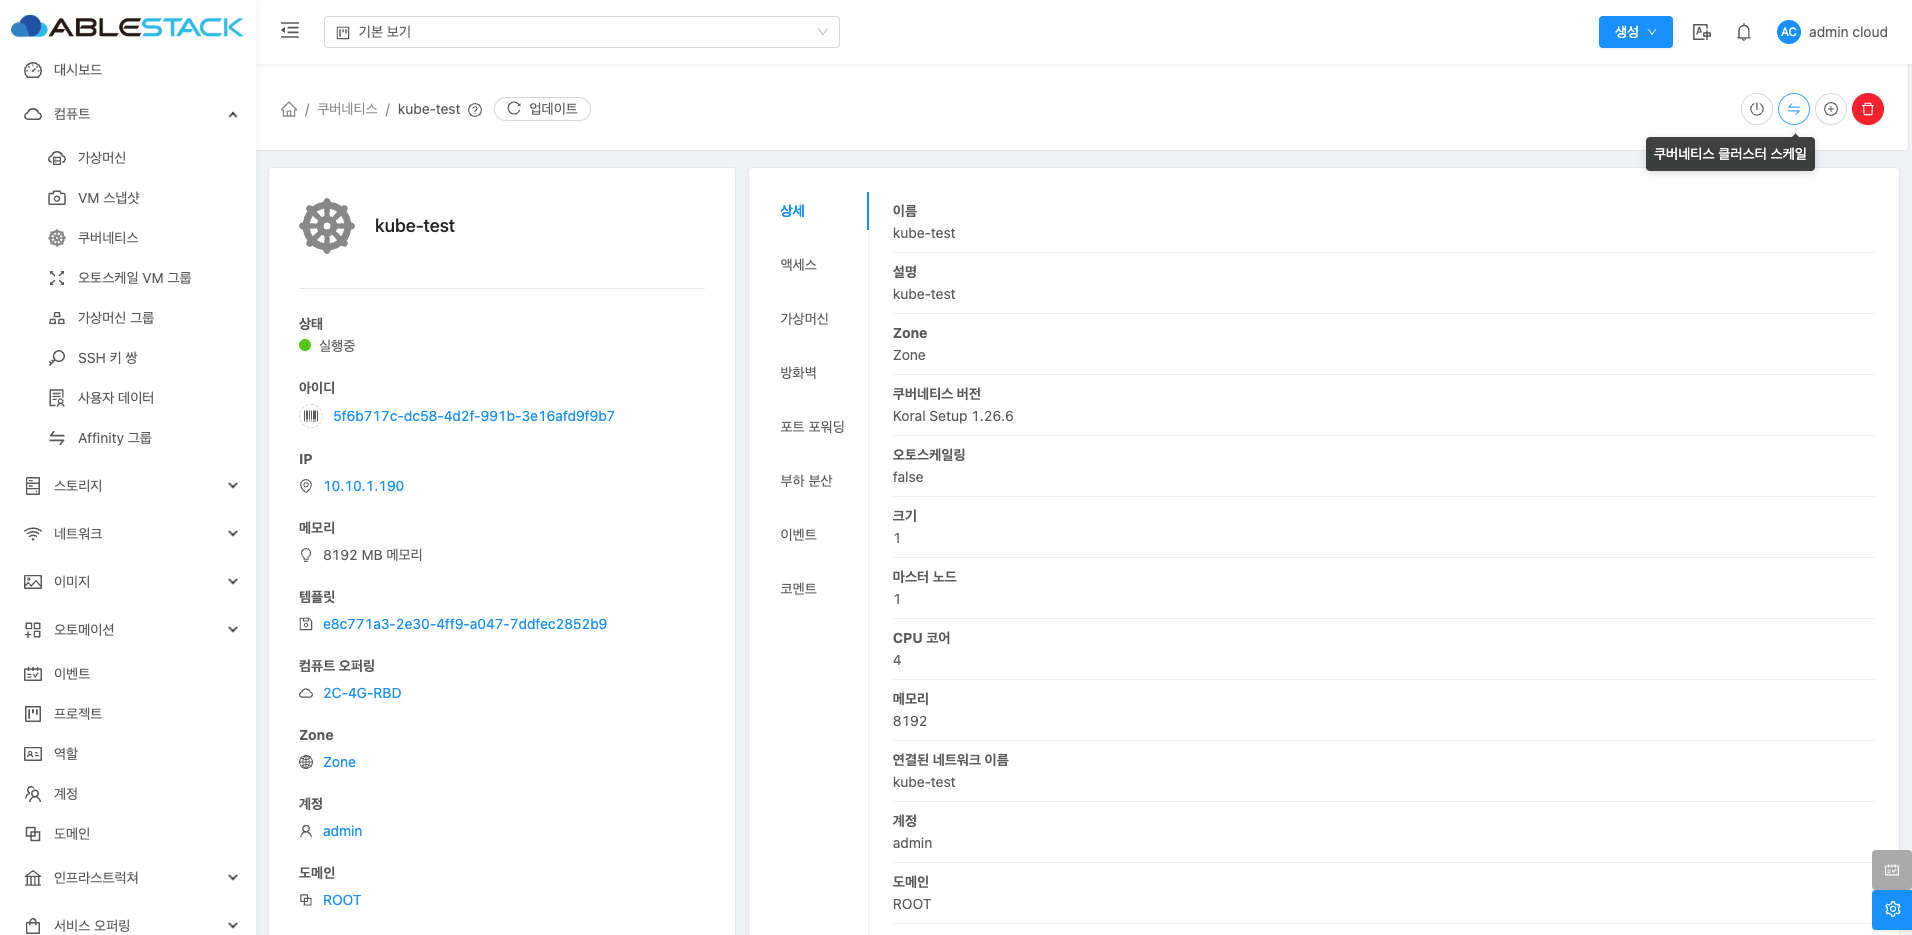 ABLESTACK
대시보드
컴퓨트
가상머신
VM 스냅샷
쿠버네티스
오토스케일 VM 그룹
가상머신 그룹
SSH 키 쌍
사용자 데이터
Affinity 그룹
스토리지
네트워크
이미지
오토메이션
이벤트
프로젝트
역할
계정
도메인
인프라스트럭쳐
서비스 오퍼링
기본 보기
생성
AC admin cloud
/ 쿠버네티스 / kube-test 업데이트
쿠버네티스 클러스터 스케일
kube-test
상태
실행중
아이디
5f6b717c-dc58-4d2f-991b-3e16afd9f9b7
IP
10.10.1.190
메모리
8192 MB 메모리
템플릿
e8c771a3-2e30-4ff9-a047-7ddfec2852b9
컴퓨트 오퍼링
2C-4G-RBD
Zone
Zone
계정
admin
도메인
ROOT
상세
액세스
가상머신
방화벽
포트 포워딩
부하 분산
이벤트
코멘트
이름
kube-test
설명
kube-test
Zone
Zone
쿠버네티스 버전
Koral Setup 1.26.6
오토스케일링
false
크기
1
마스터 노드
1
CPU 코어
4
메모리
8192
연결된 네트워크 이름
kube-test
계정
admin
도메인
ROOT